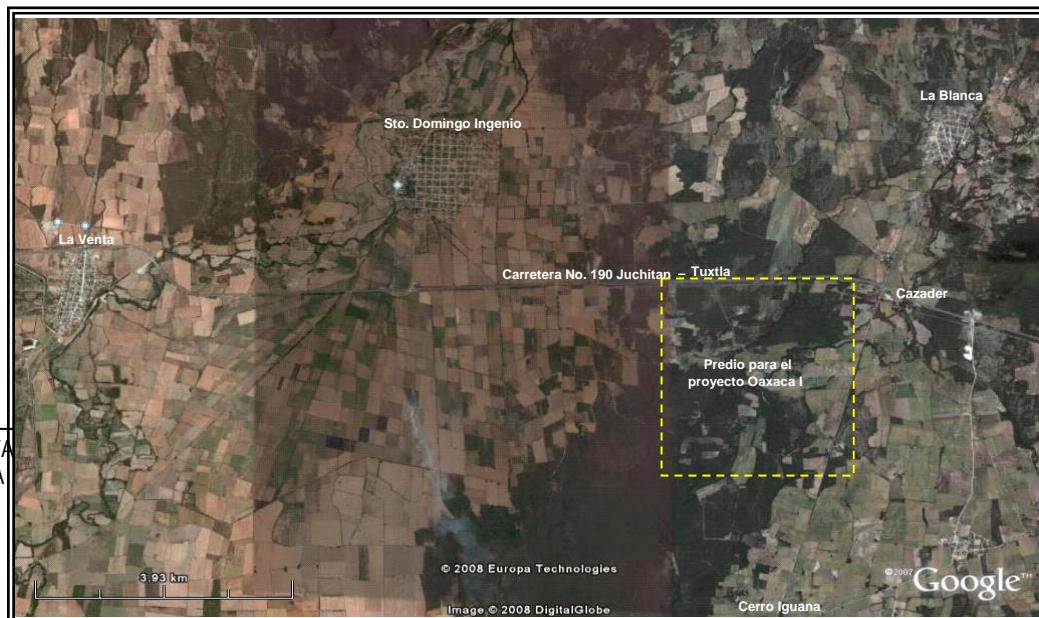 La Blanca
Sto. Domingo Ingenio
La Venta
Carretera No. 190 Juchitan – Tuxtla
Cazader
Predio para el
proyecto Oaxaca I
3.93 km
© 2008 Europa Technologies
© 2007 Google™
Image © 2008 DigitalGlobe
Cerro Iguana